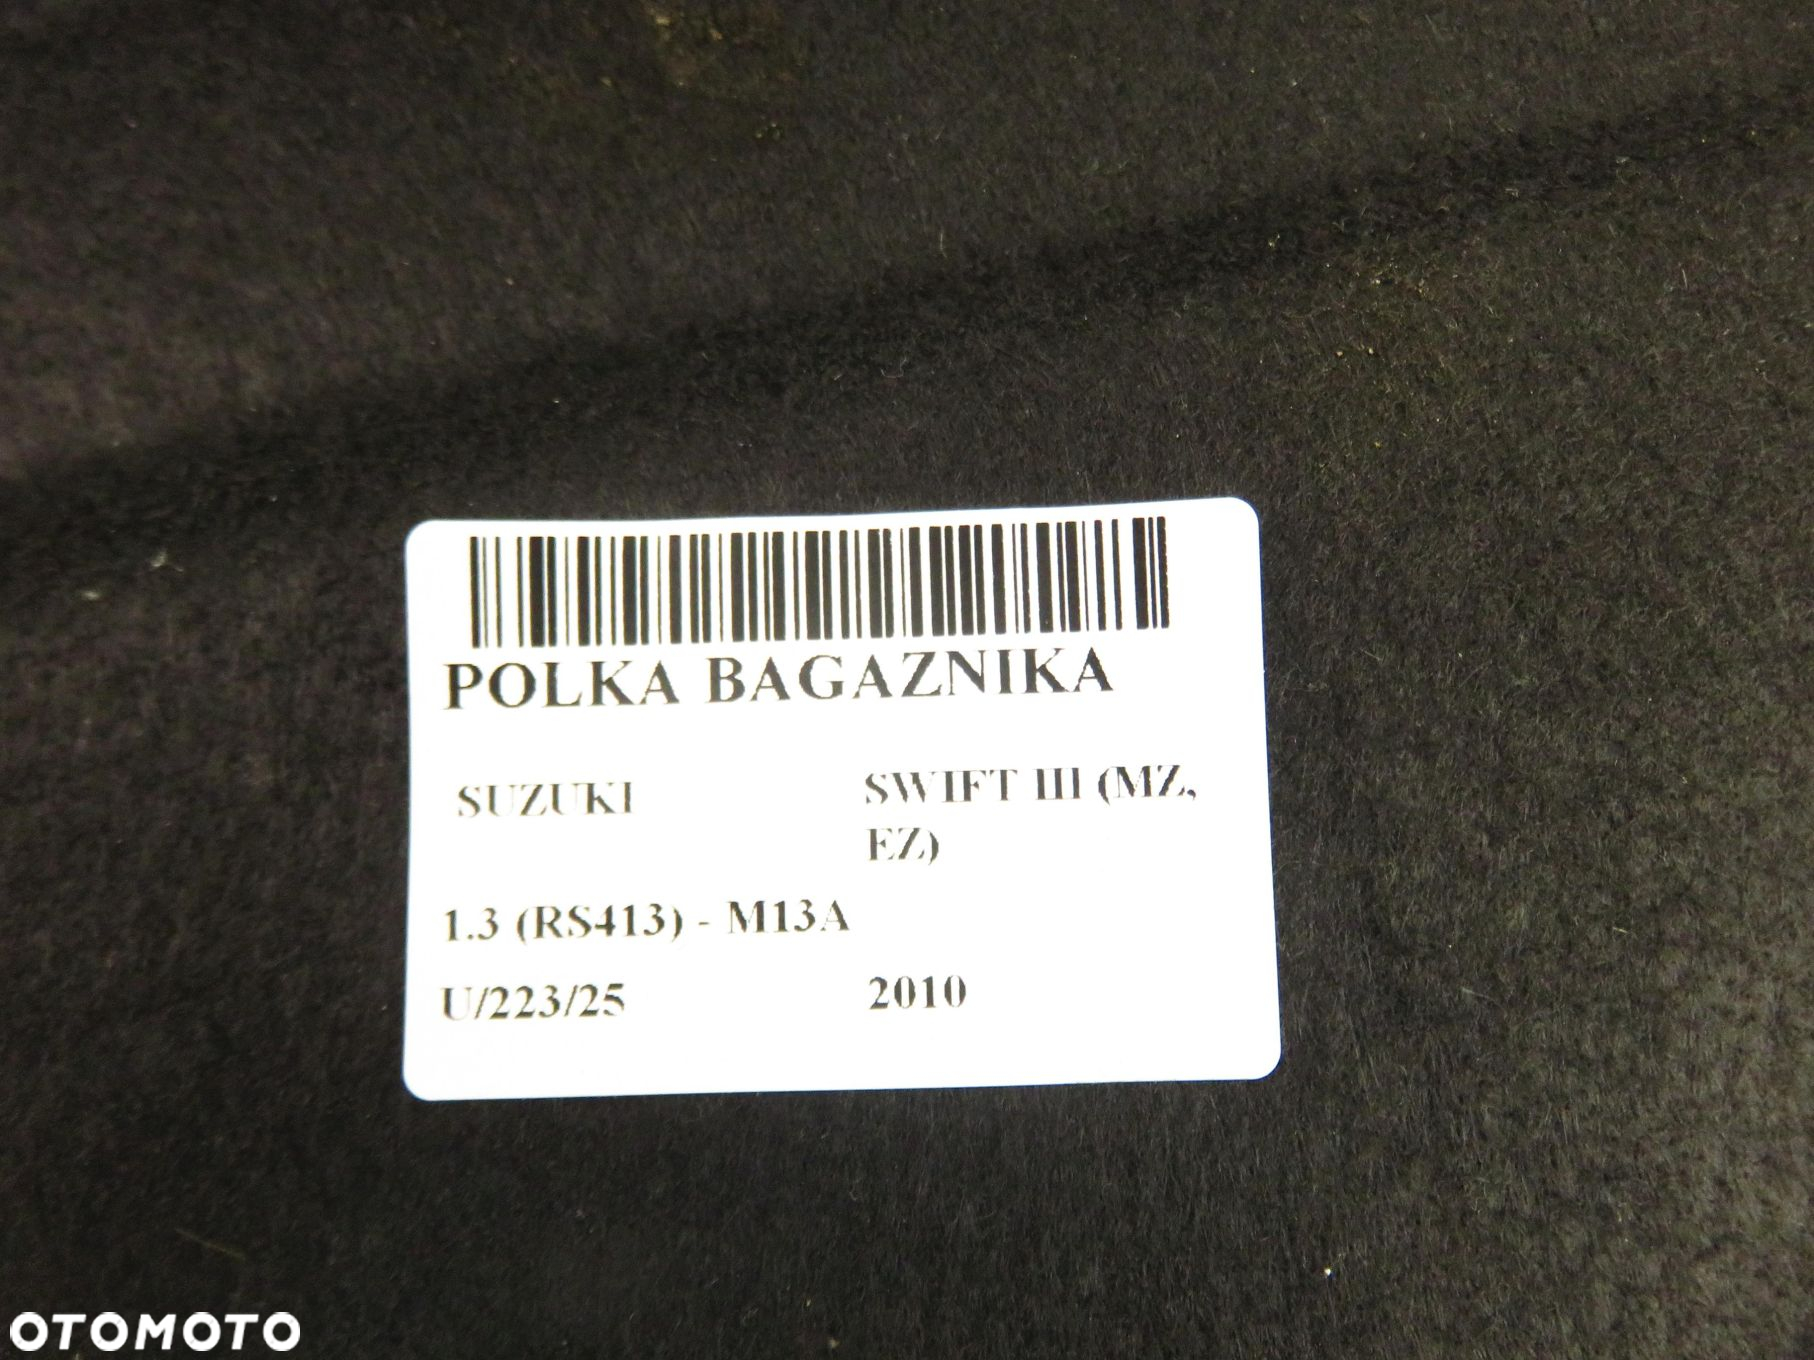 POLKA BAGAZNIKA
SUZUKI SWIFT III (MZ,
EZ)
1.3 (RS413) - M13A
U/223/25 2010
OTOMOTO